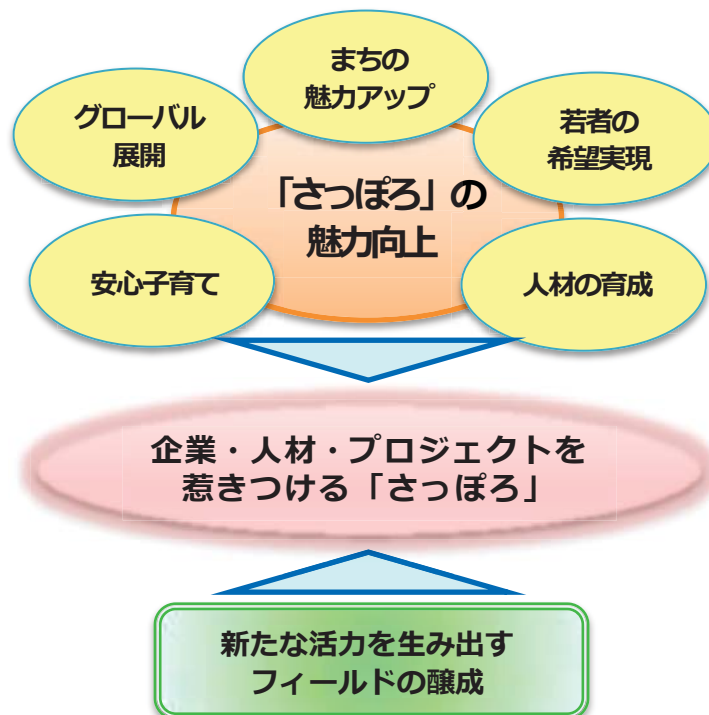 まちの
魅力アップ
グローバル
展開
若者の
希望実現
「さっぽろ」の
魅力向上
安心子育て
人材の育成
企業・人材・プロジェクトを
惹きつける「さっぽろ」
新たな活力を生み出す
フィールドの醸成